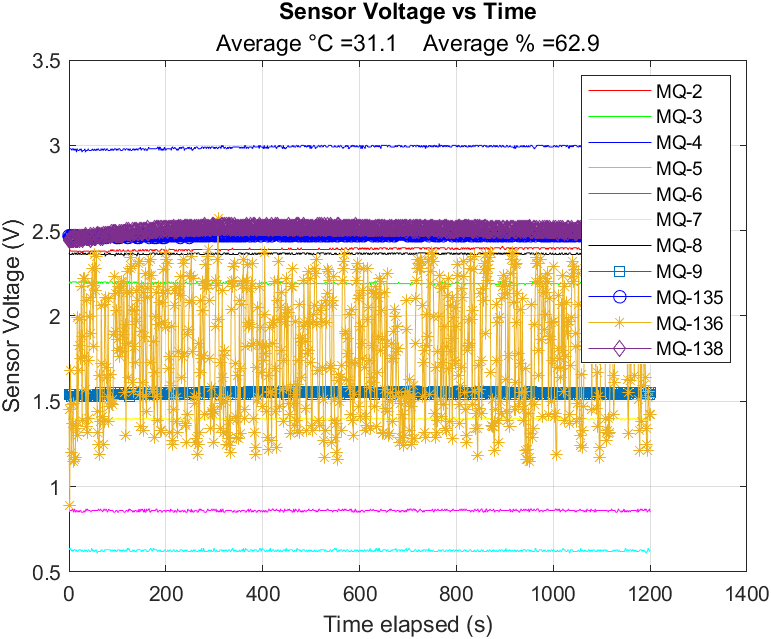 Sensor Voltage vs Time
Average °C =31.1 Average % =62.9
Sensor Voltage (V)
3.5
3
2.5
2
1.5
1
0.5
MQ-2
MQ-3
MQ-4
MQ-5
MQ-6
MQ-7
MQ-8
MQ-9
MQ-135
MQ-136
MQ-138
0 200 400 600 800 1000 1200 1400
Time elapsed (s)